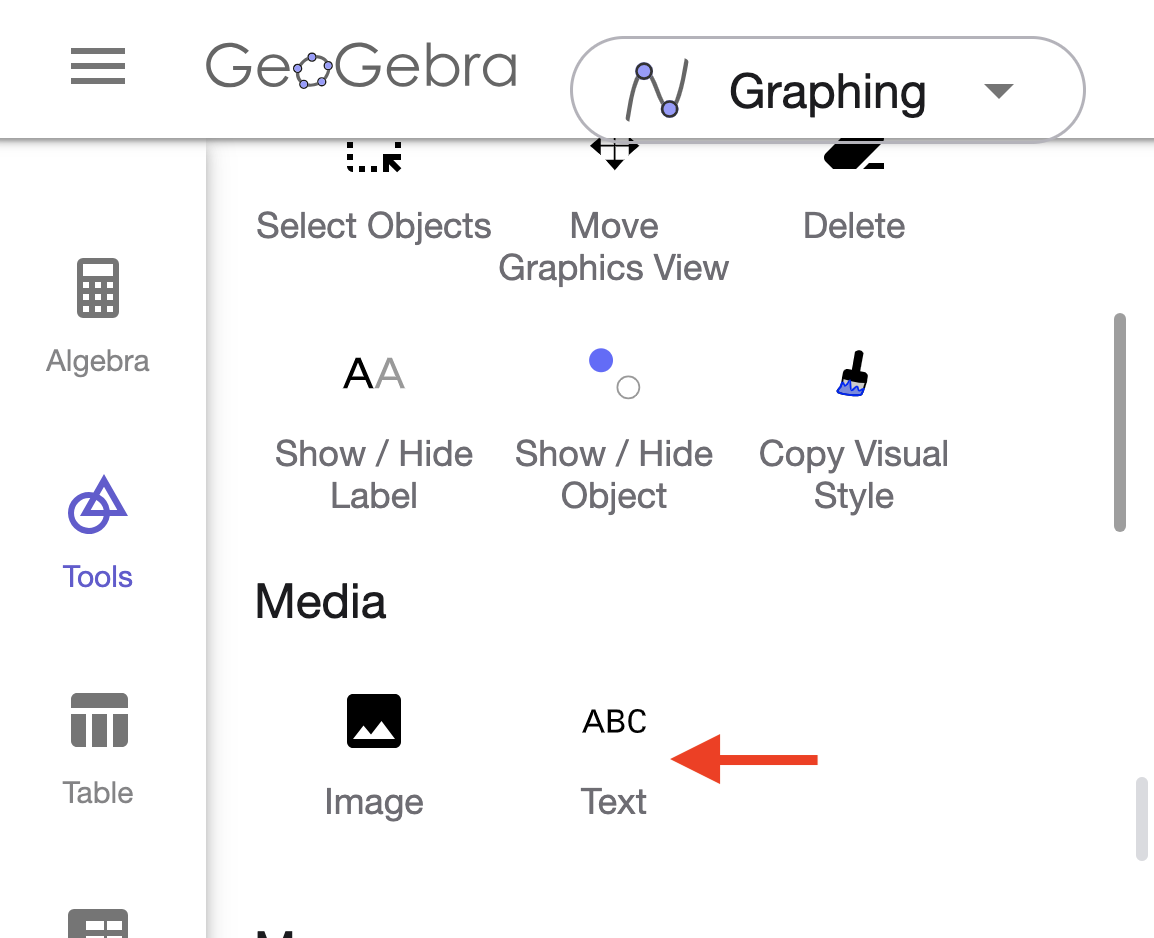 GeoGebra
Graphing
Select Objects
Move
Graphics View
Delete
Algebra
AA
Show / Hide
Label
Show / Hide
Object
Copy Visual
Style
Tools
Media
ABC
Image
Text
Table